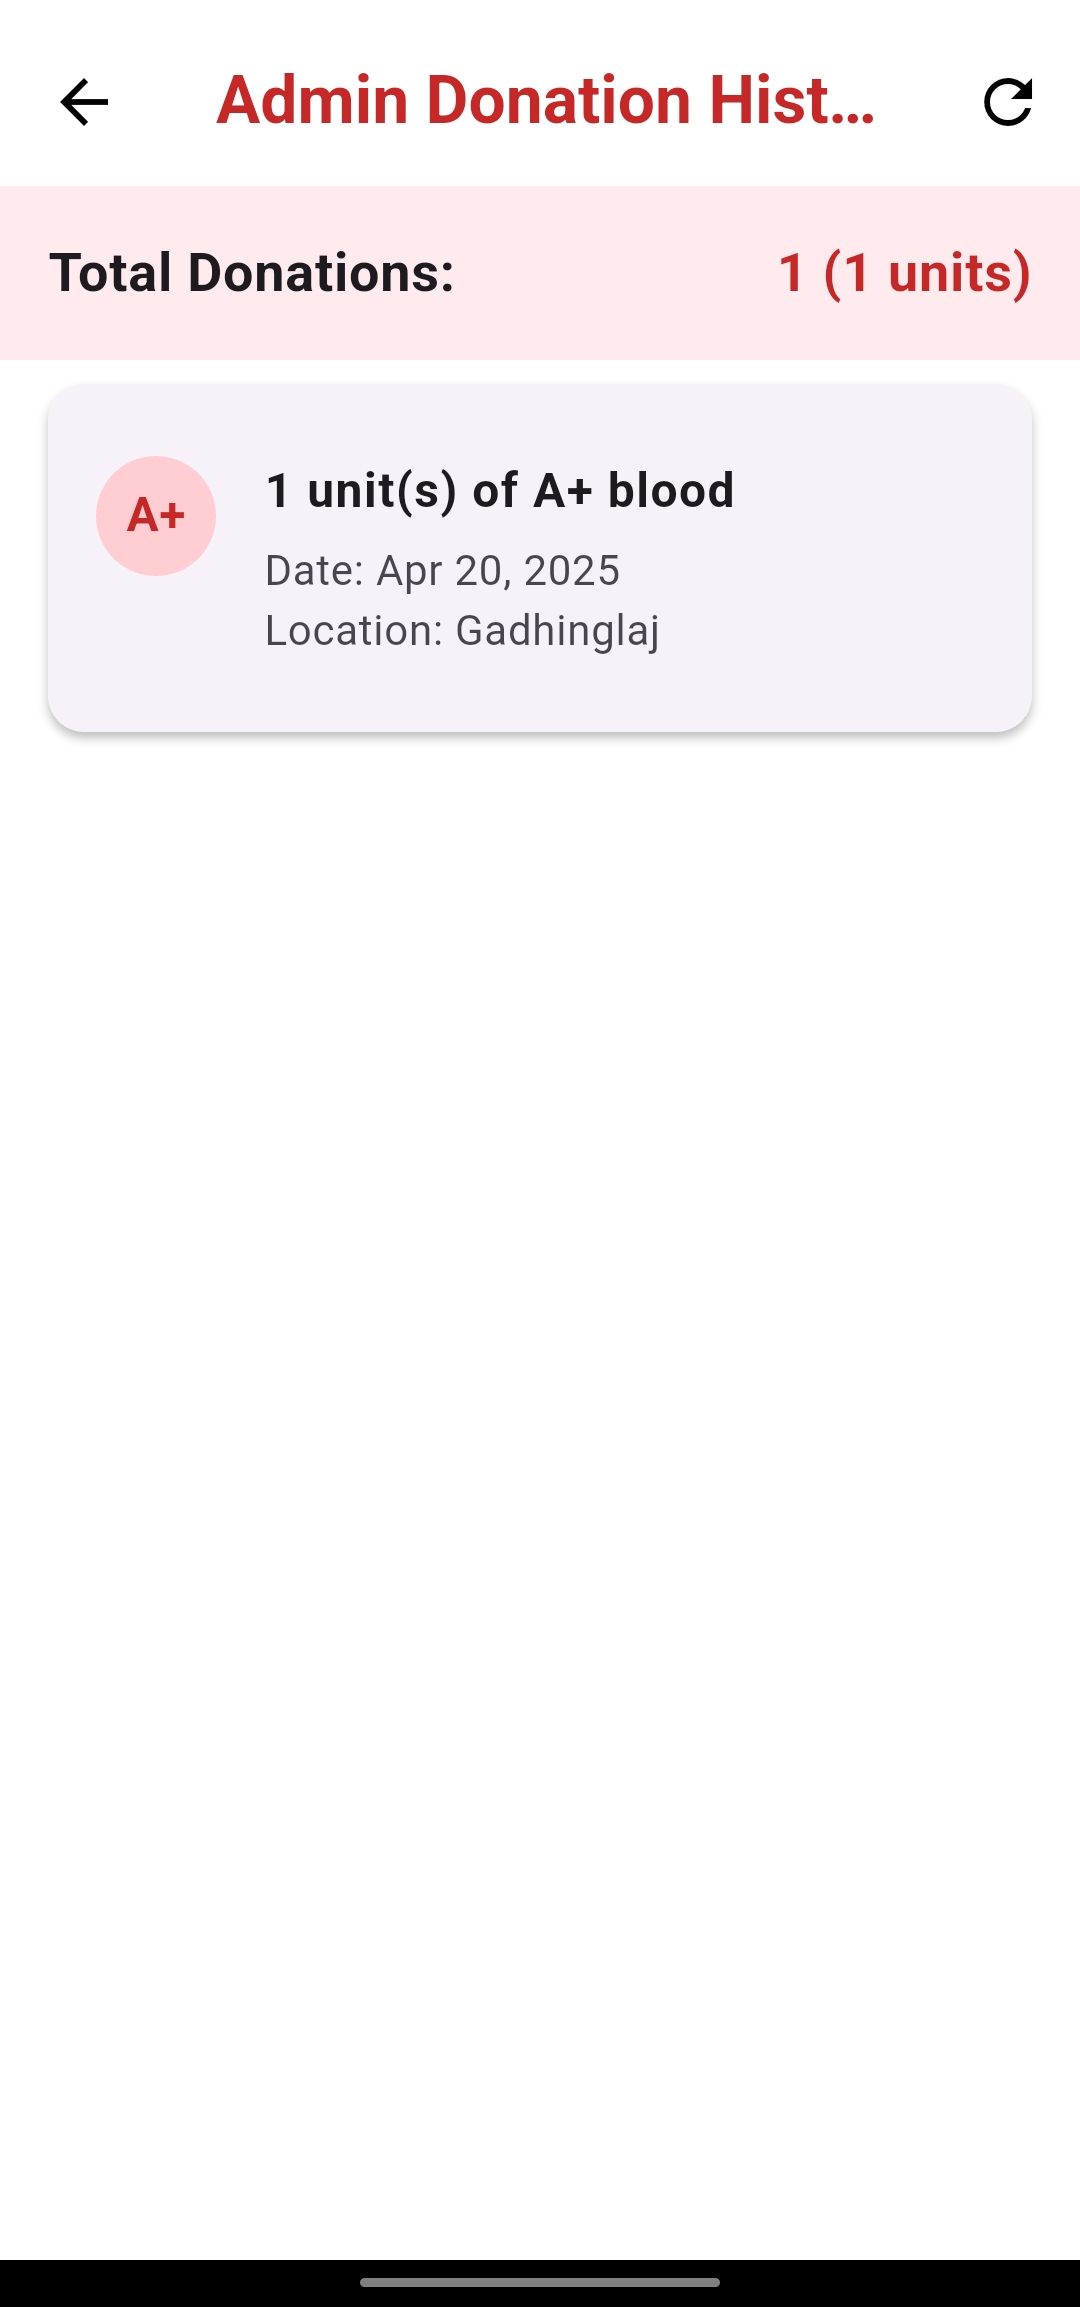 Admin Donation Hist...
Total Donations: 1 (1 units)
A+
1 unit(s) of A+ blood
Date: Apr 20, 2025
Location: Gadhinglaj